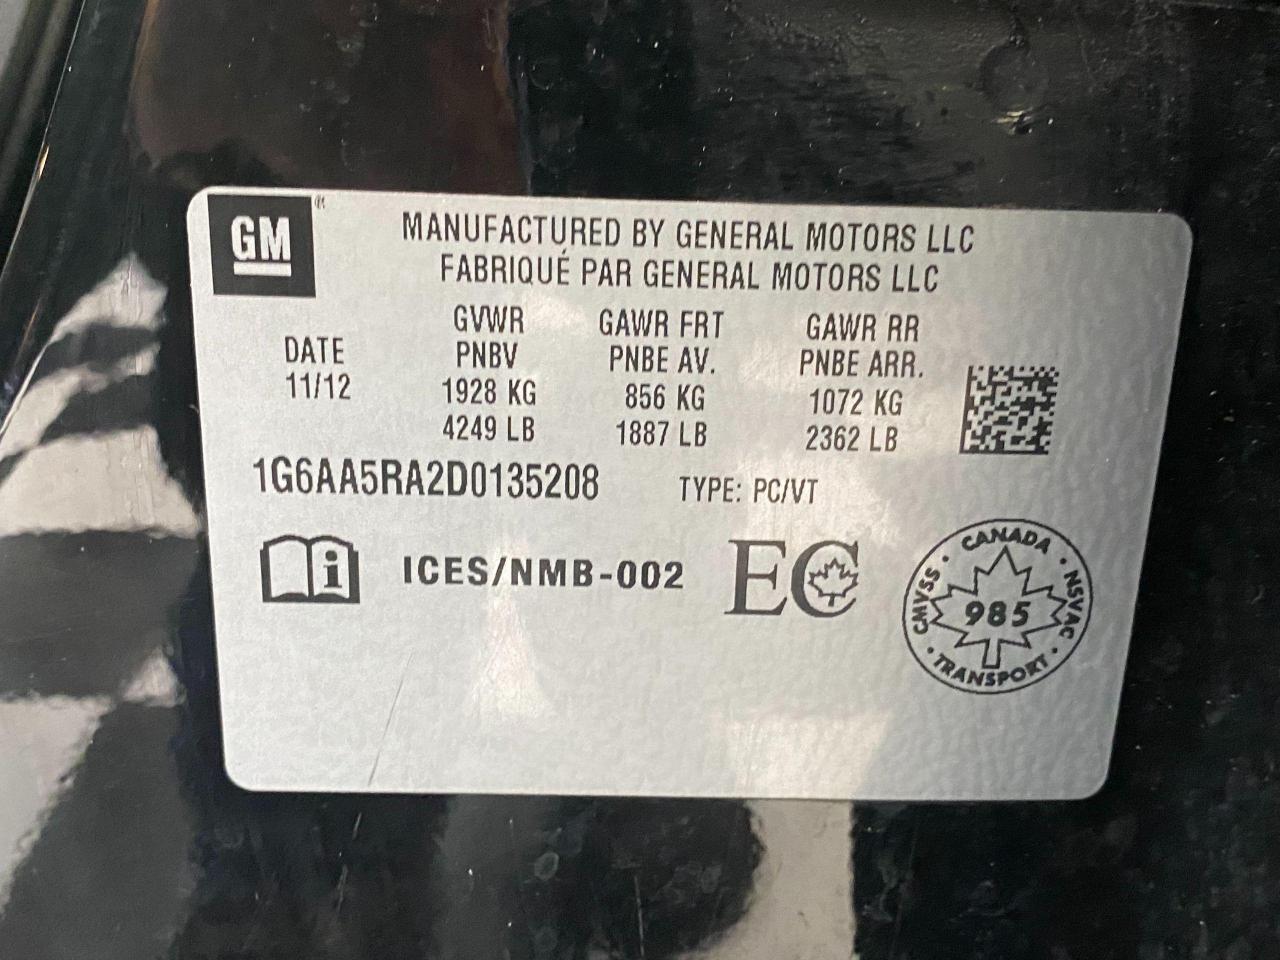 GM
MANUFACTURED BY GENERAL MOTORS LLC
FABRIQUÉ PAR GENERAL MOTORS LLC
DATE
11/12
GVWR
PNBV
1928 KG
4249 LB
GAWR FRT
PNBE AV.
856 KG
1887 LB
GAWR RR
PNBE ARR.
1072 KG
2362 LB
1G6AA5RA2D0135208 TYPE: PC/VT
i ICES/NMB-002 EC
CANADA · NSVAC · TRANSPORT · CMVSS ·
985